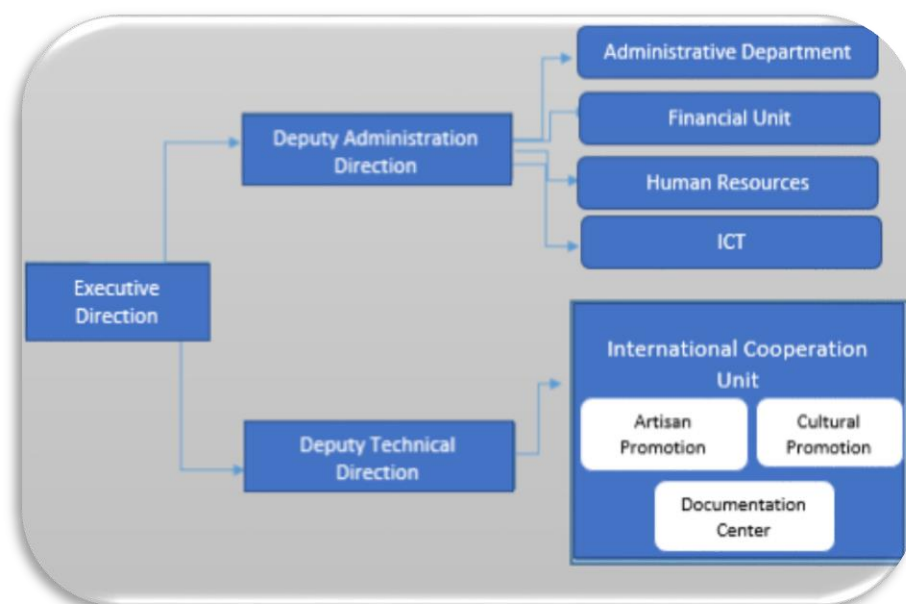 Administrative Department
Financial Unit
Deputy Administration
Direction
Human Resources
ICT
Executive
Direction
International Cooperation
Unit
Artisan
Promotion
Cultural
Promotion
Deputy Technical
Direction
Documentation
Center